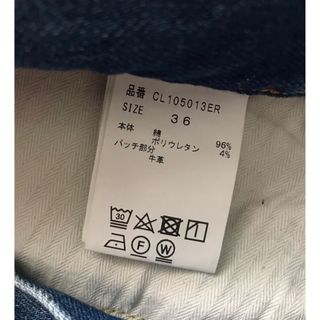 品番 CL105013ER
SIZE 36
本体 綿 96%
ポリウレタン 4%
パッチ部分
牛革
30
F W